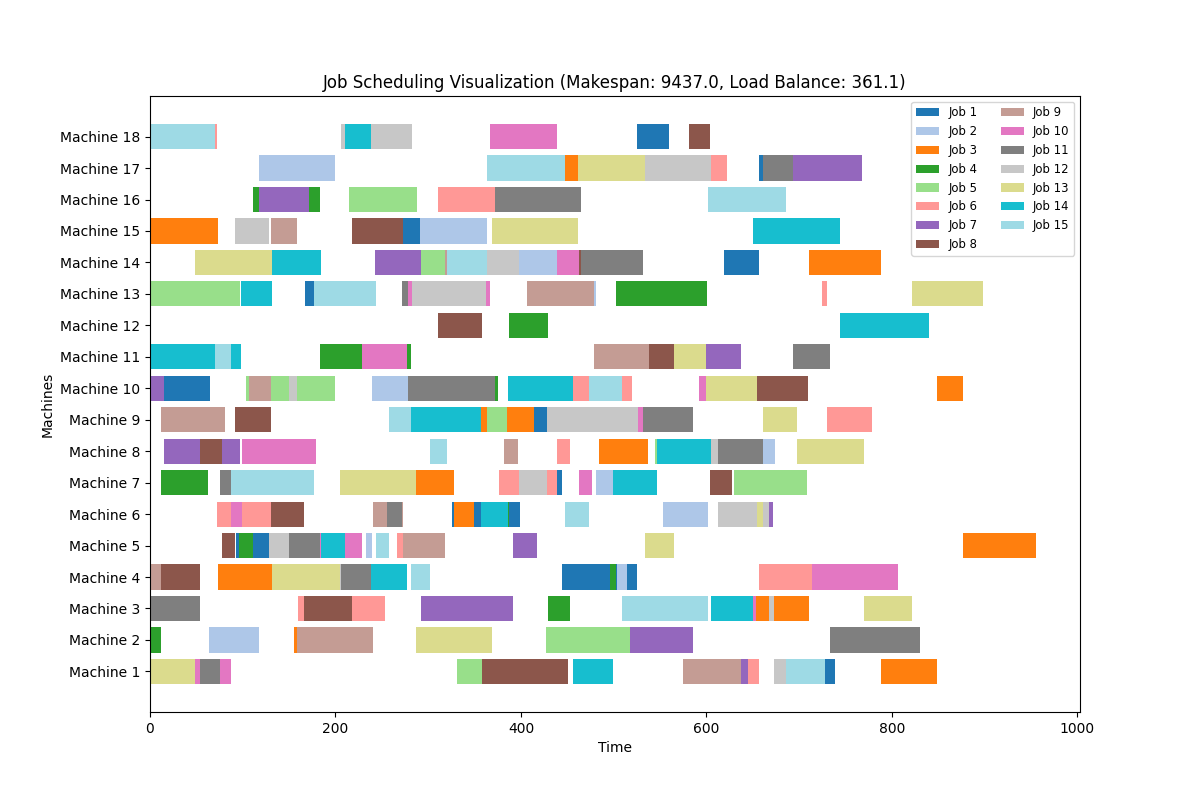 Job Scheduling Visualization (Makespan: 9437.0, Load Balance: 361.1)
Machine 18
Machine 17
Machine 16
Machine 15
Machine 14
Machine 13
Machine 12
Machine 11
Machine 10
Machine 9
Machine 8
Machine 7
Machine 6
Machine 5
Machine 4
Machine 3
Machine 2
Machine 1
Machines
0 200 400 600 800 1000
Time
Job 1 Job 9
Job 2 Job 10
Job 3 Job 11
Job 4 Job 12
Job 5 Job 13
Job 6 Job 14
Job 7 Job 15
Job 8